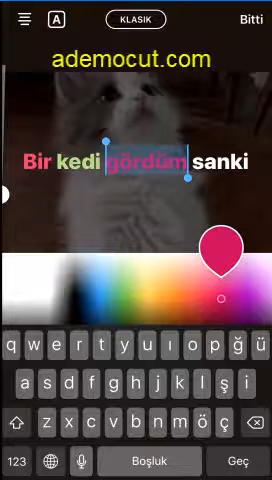 A KLASIK Bitti
ademocut.com
Bir kedi gördüm sanki
q w e r t y u ı o p ğ ü
a s d f g h j k l ş i
z x c v b n m ö ç
123 Boşluk Geç